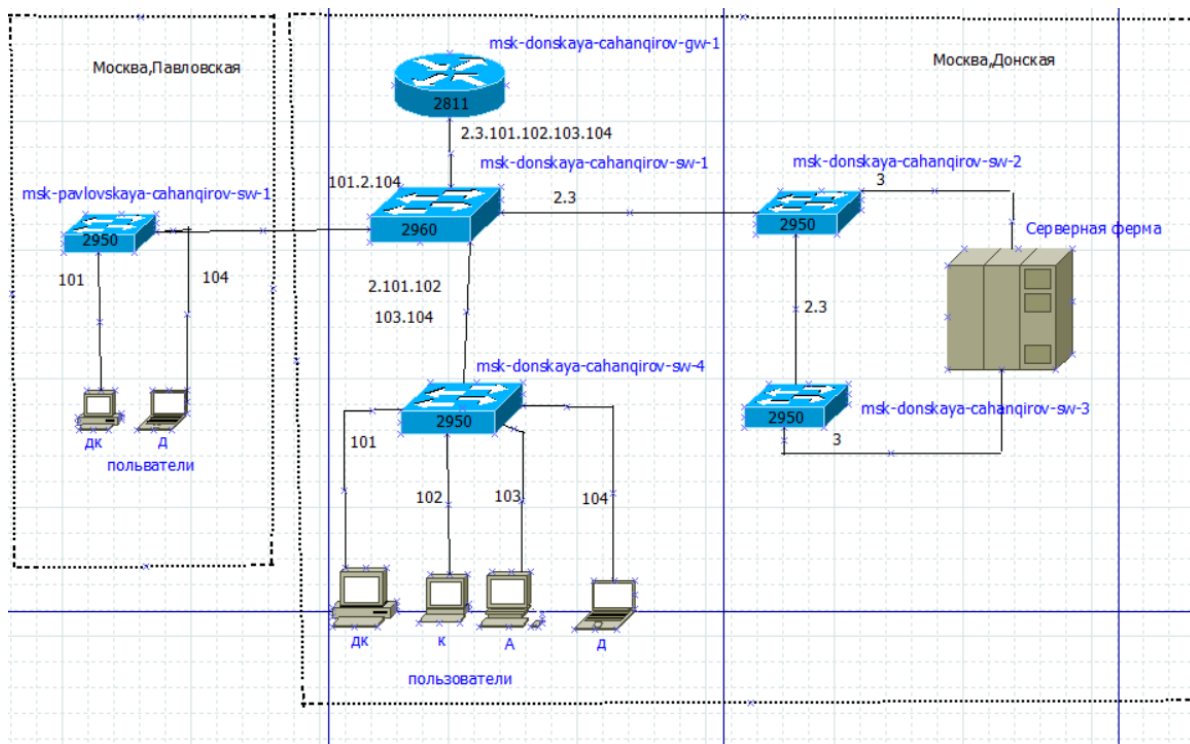 Москва,Павловская
msk-pavlovskaya-cahanqirov-sw-1
2950
101
104
дк
Д
польватели
msk-donskaya-cahanqirov-gw-1
2811
2.3.101.102.103.104
msk-donskaya-cahanqirov-sw-1
101.2.104
2960
2.3
2.101.102
103.104
msk-donskaya-cahanqirov-sw-4
2950
101
102
103
104
дк
к
А
д
пользователи
Москва,Донская
msk-donskaya-cahanqirov-sw-2
3
2950
Серверная ферма
2.3
2950
msk-donskaya-cahanqirov-sw-3
3